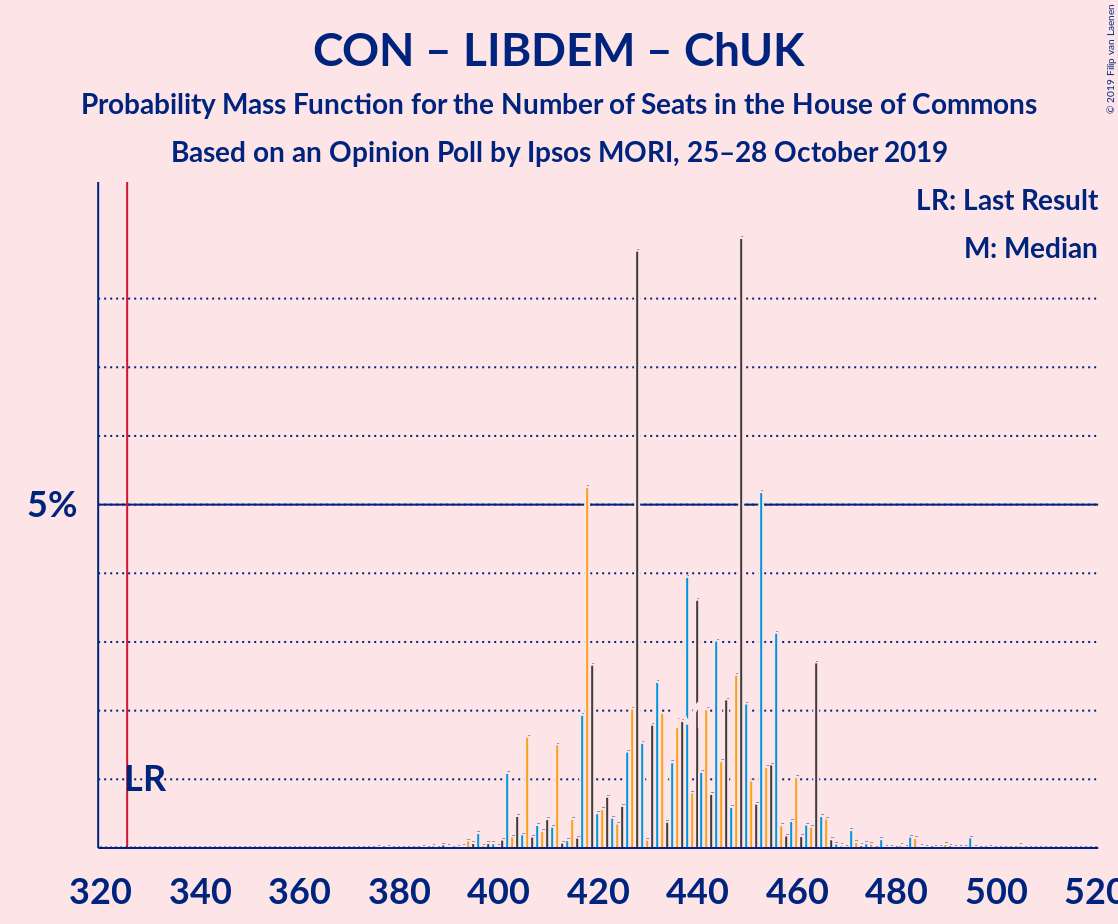 CON – LIBDEM – ChUK
Probability Mass Function for the Number of Seats in the House of Commons
Based on an Opinion Poll by Ipsos MORI, 25–28 October 2019
© 2019 Filip van Laenen
LR: Last Result
M: Median
5%
LR
320 340 360 380 400 420 440 460 480 500 520